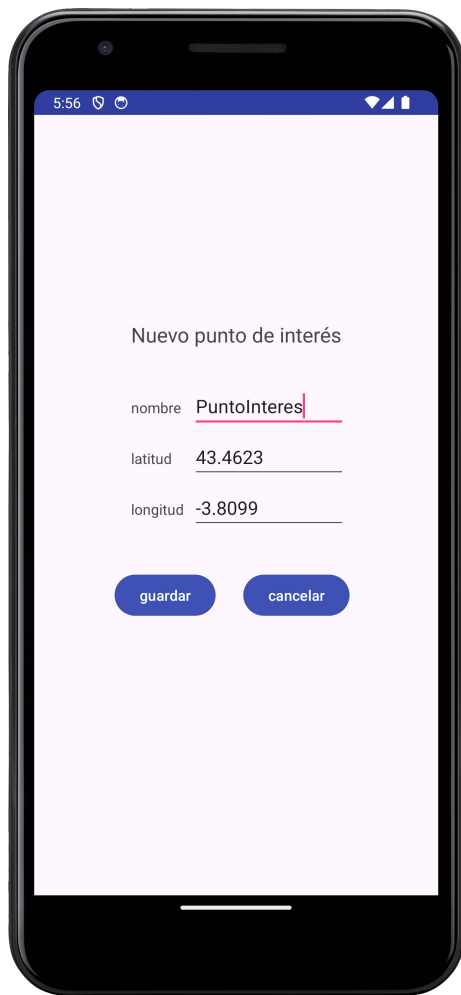 5:56
Nuevo punto de interés
nombre PuntoInteres
latitud 43.4623
longitud -3.8099
guardar cancelar